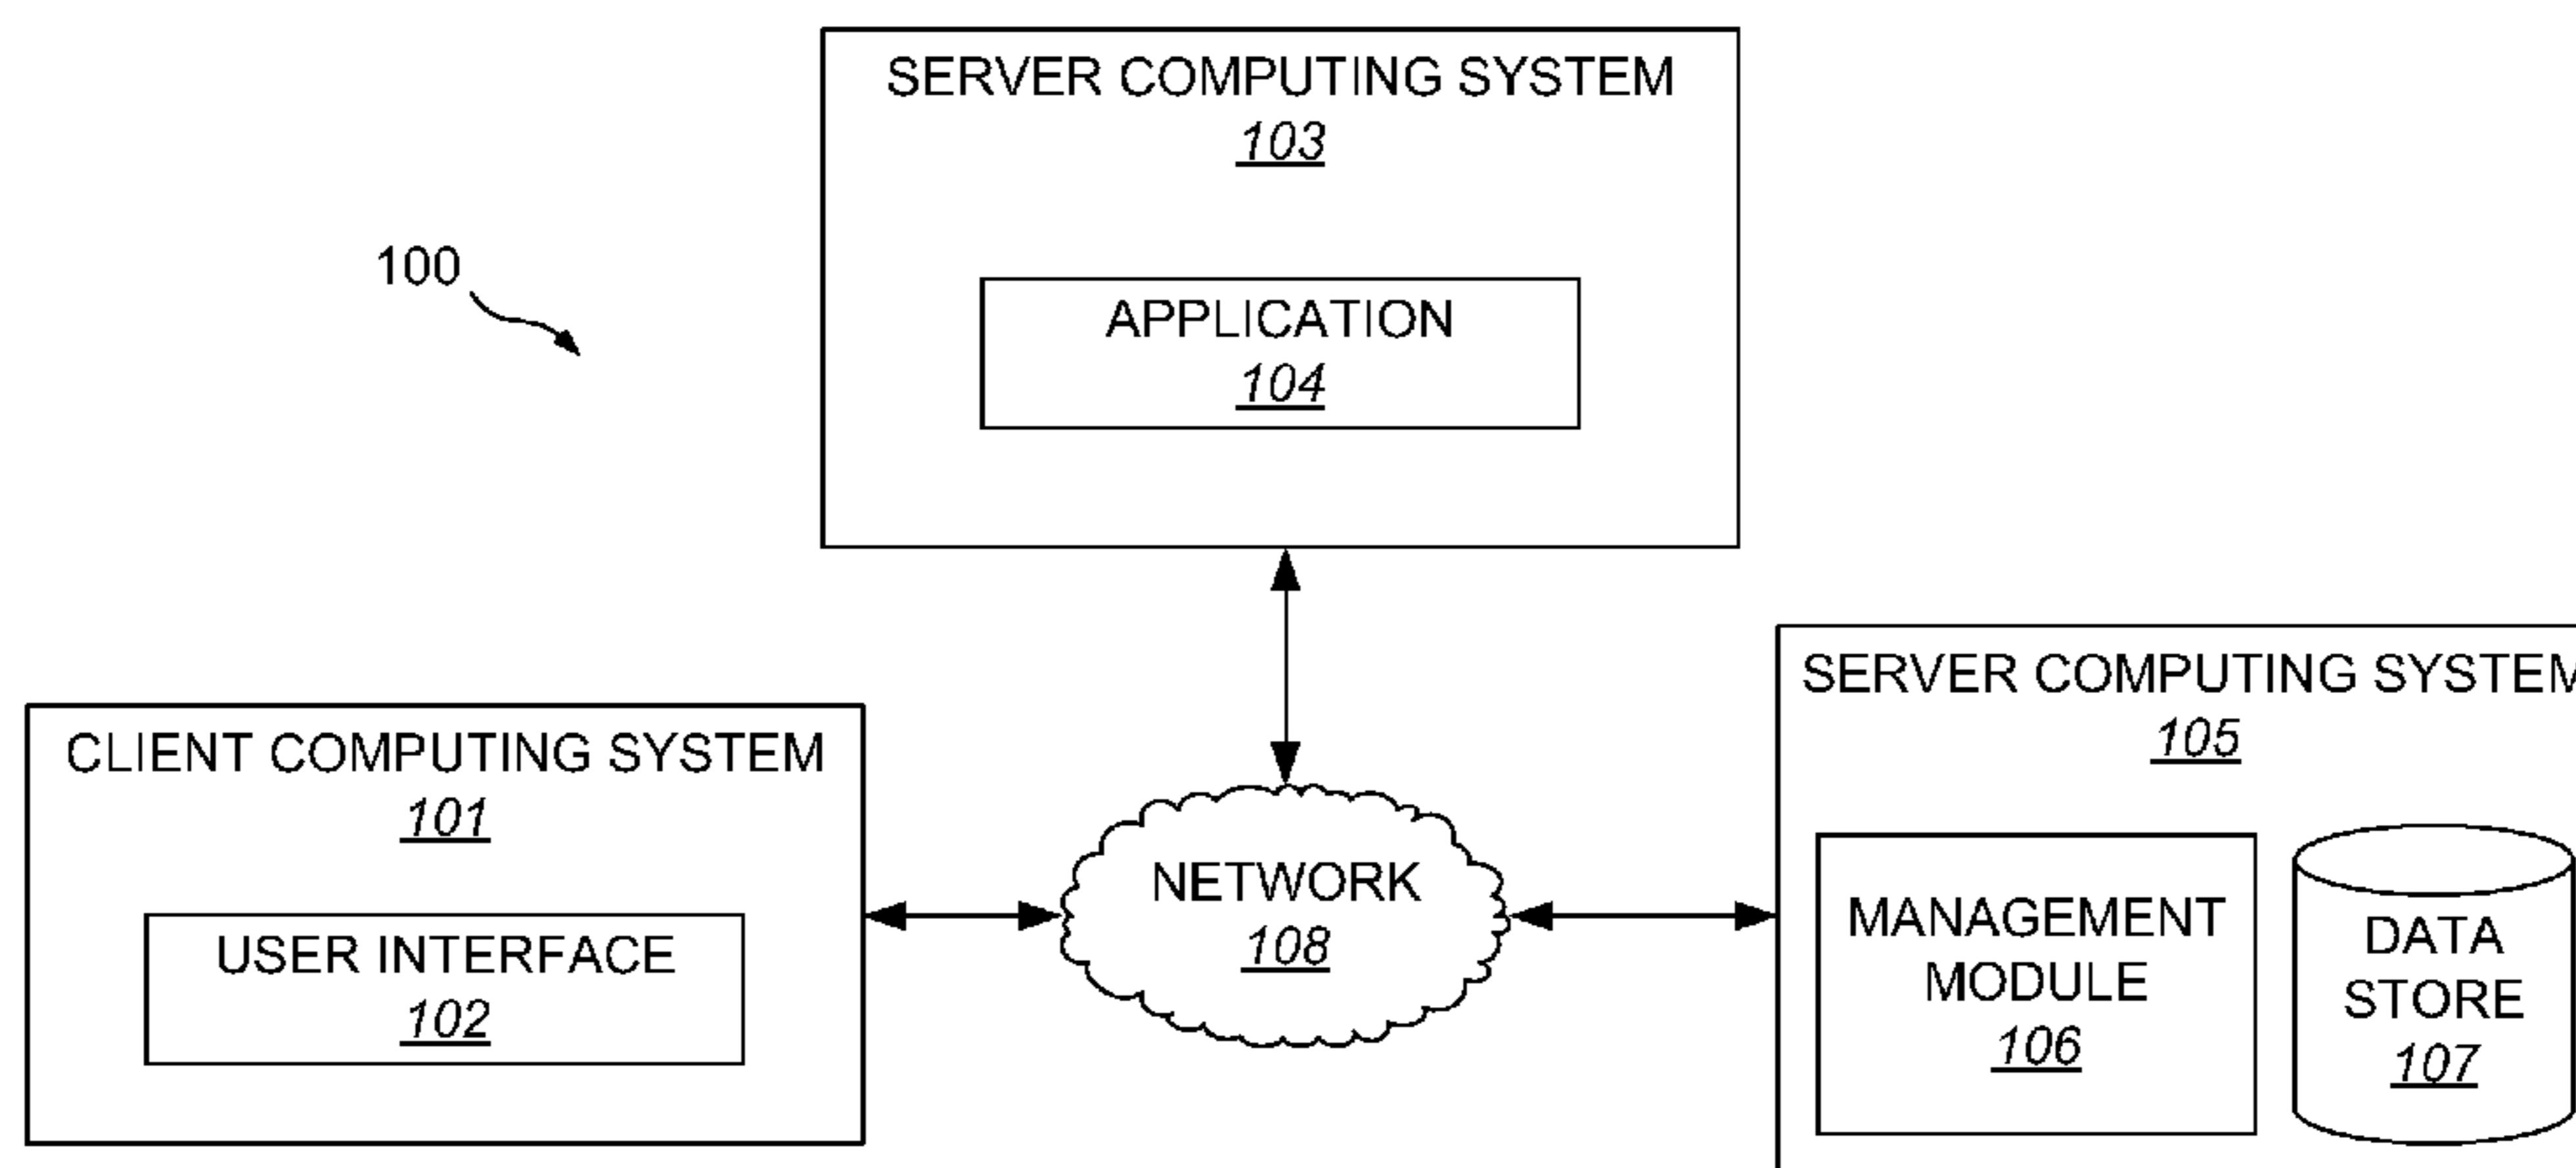 SERVER COMPUTING SYSTEM
103
100
APPLICATION
104
SERVER COMPUTING SYSTEM
105
CLIENT COMPUTING SYSTEM
101
USER INTERFACE
102
NETWORK
108
MANAGEMENT
MODULE
106
DATA
STORE
107